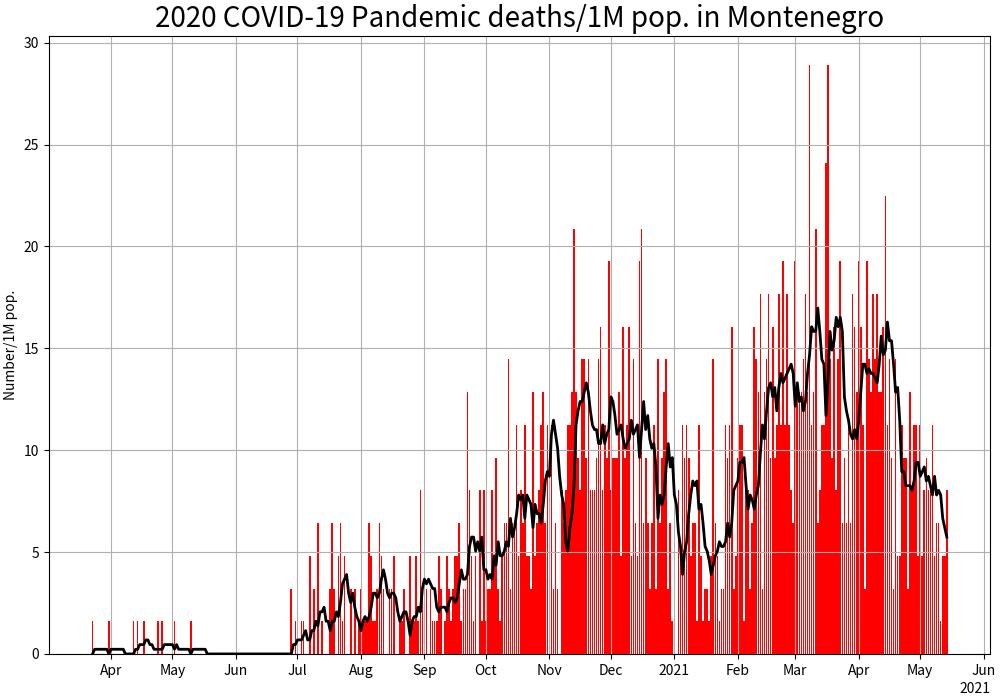 2020 COVID-19 Pandemic deaths/1M pop. in Montenegro
Number/1M pop.
30
25
20
15
10
5
0
Apr May Jun Jul Aug Sep Oct Nov Dec 2021 Feb Mar Apr May Jun
2021